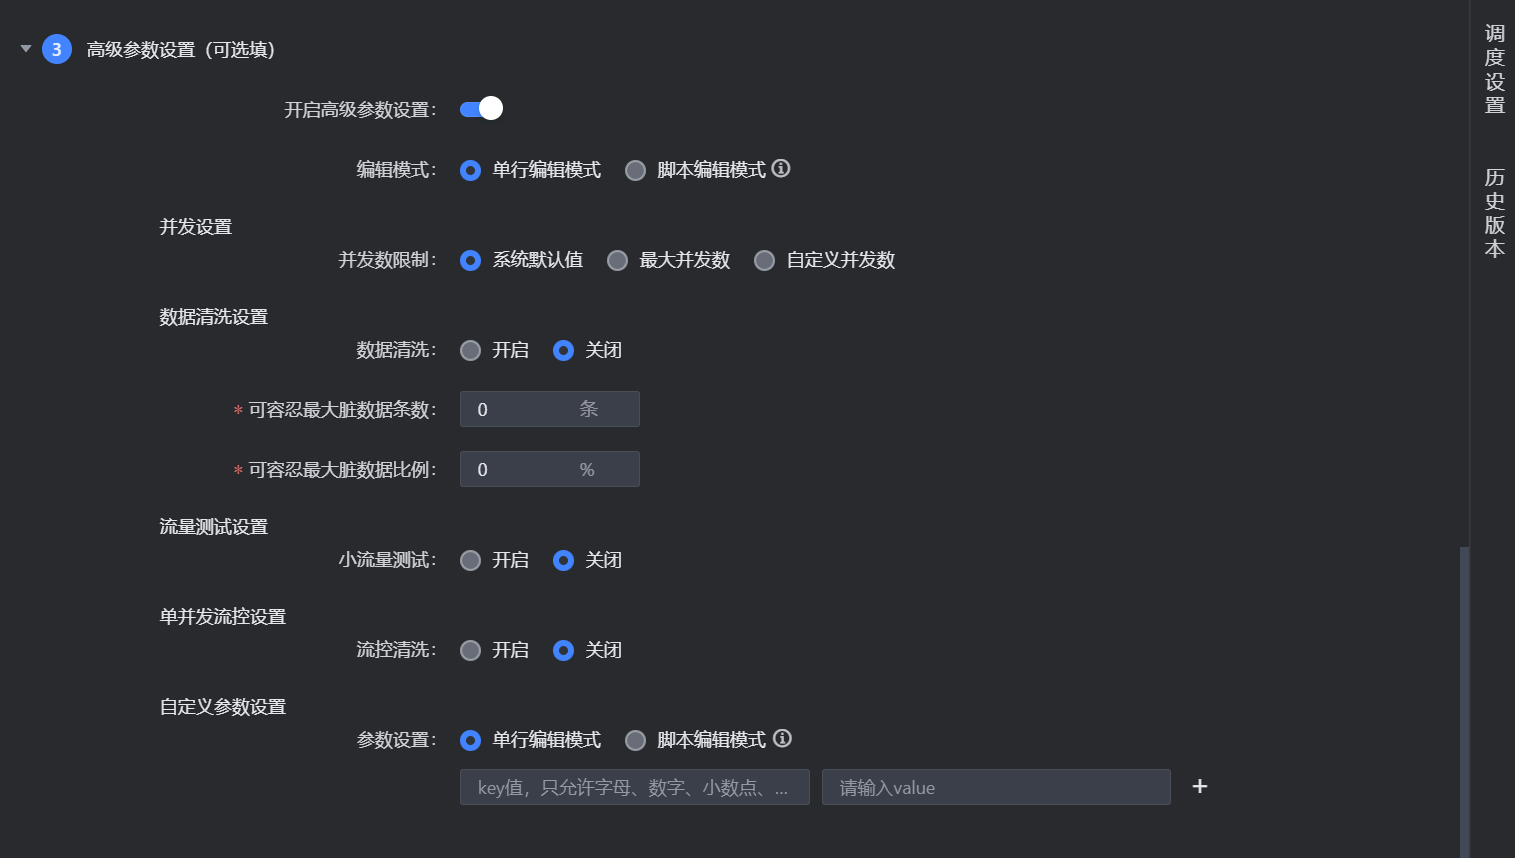 3 高级参数设置（可选填）
开启高级参数设置：
编辑模式： 单行编辑模式 脚本编辑模式
并发设置
并发数限制： 系统默认值 最大并发数 自定义并发数
数据清洗设置
数据清洗： 开启 关闭
* 可容忍最大脏数据条数： 0 条
* 可容忍最大脏数据比例： 0 %
流量测试设置
小流量测试： 开启 关闭
单并发流控设置
流控清洗： 开启 关闭
自定义参数设置
参数设置： 单行编辑模式 脚本编辑模式
key值，只允许字母、数字、小数点、... 请输入value +
调度设置
历史版本